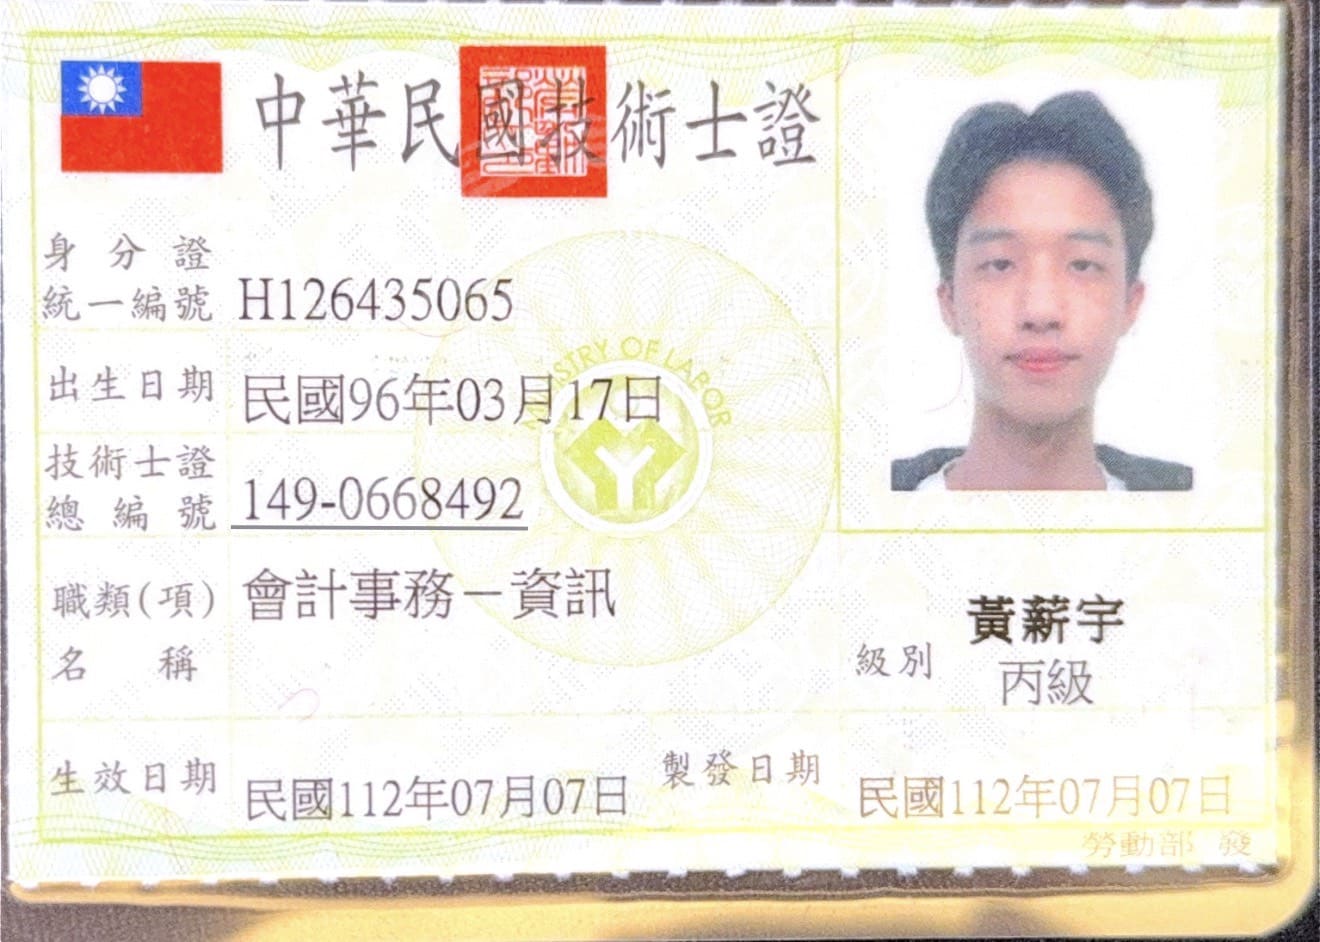 中華民國技術士證
身分證
統一編號 H126435065
出生日期 民國96年03月17日
MINISTRY OF LABOR
技術士證
總編號 149-0668492
職類(項)
名稱 會計事務－資訊
黃薪宇
級別 丙級
生效日期 民國112年07月07日
製發日期 民國112年07月07日
勞動部 發